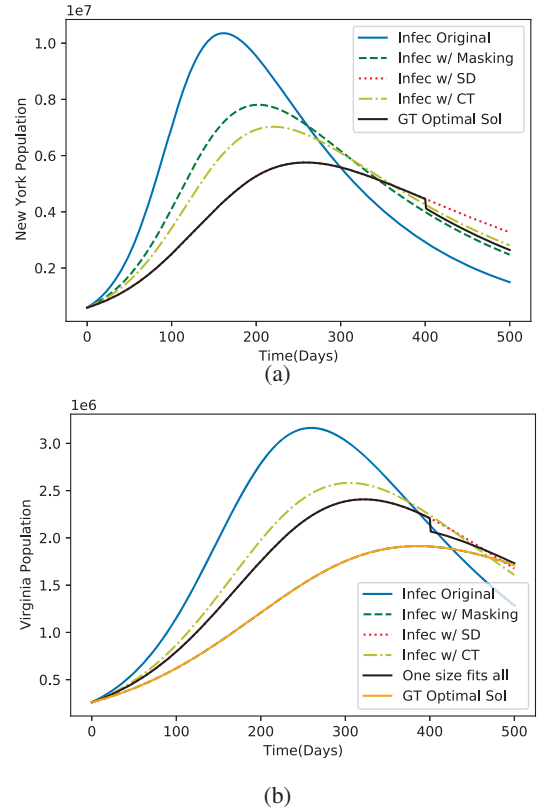 1e7
1.0
0.8
0.6
0.4
0.2
New York Population
Infec Original
Infec w/ Masking
Infec w/ SD
Infec w/ CT
GT Optimal Sol
0 100 200 300 400 500
Time(Days)
(a)
1e6
3.0
2.5
2.0
1.5
1.0
0.5
Virginia Population
Infec Original
Infec w/ Masking
Infec w/ SD
Infec w/ CT
One size fits all
GT Optimal Sol
0 100 200 300 400 500
Time(Days)
(b)